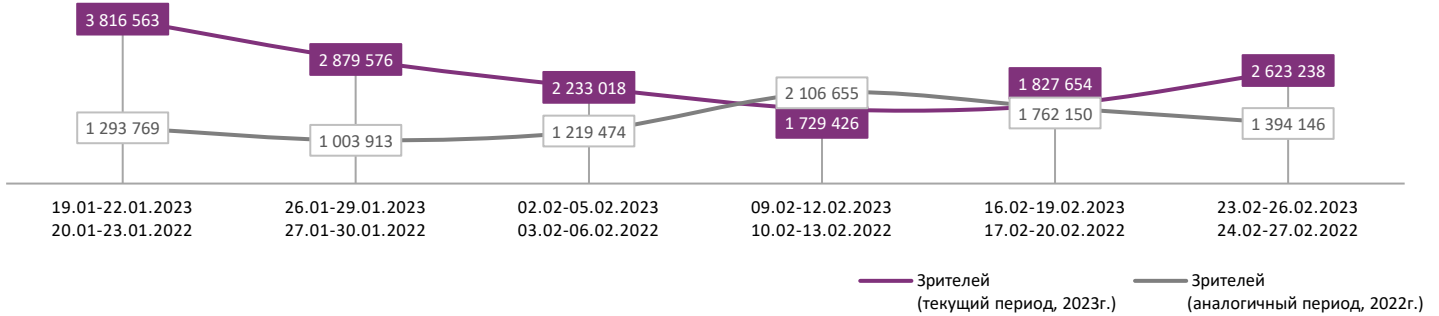 3 816 563
2 879 576
2 233 018
2 106 655
1 729 426
1 827 654
1 762 150
2 623 238
1 293 769
1 003 913
1 219 474
1 394 146
19.01-22.01.2023
20.01-23.01.2022
26.01-29.01.2023
27.01-30.01.2022
02.02-05.02.2023
03.02-06.02.2022
09.02-12.02.2023
10.02-13.02.2022
16.02-19.02.2023
17.02-20.02.2022
23.02-26.02.2023
24.02-27.02.2022
Зрителей
(текущий период, 2023г.)
Зрителей
(аналогичный период, 2022г.)